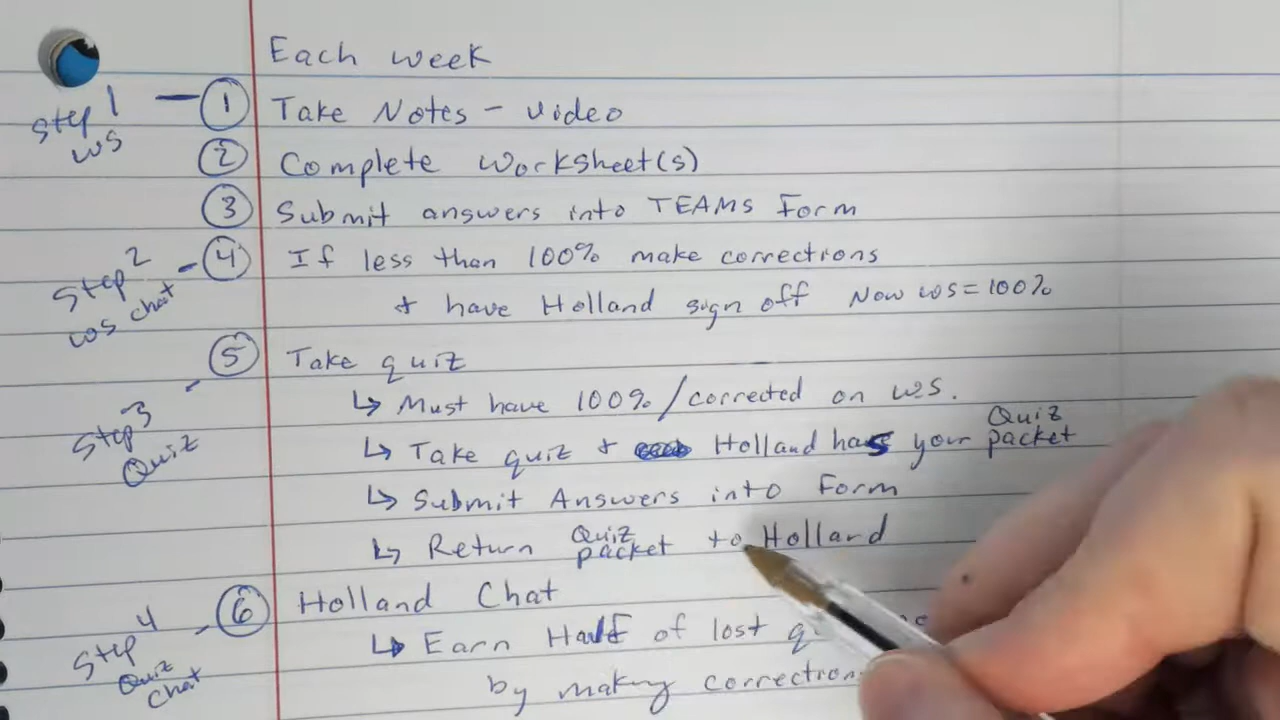 Each week
Step 1 — ① Take Notes - Video
WS
② Complete Worksheet(s)
③ Submit answers into TEAMS Form
Step 2 - ④ If less than 100% make corrections
WS chat
+ have Holland sign off Now WS = 100%
⑤ Take quiz
↳ Must have 100%/corrected on WS.
Step 3
Quiz
Quiz
↳ Take quiz + Holland has your packet
↳ Submit Answers into Form
Quiz
↳ Return packet to Holland
Step 4 - ⑥ Holland Chat
Quiz
Chat
↳ Earn Half of lost
by making correction